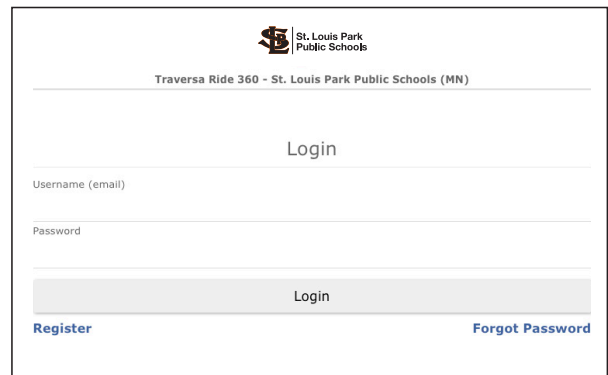 SLP
St. Louis Park
Public Schools
Traversa Ride 360 - St. Louis Park Public Schools (MN)
Login
Username (email)
Password
Login
Register
Forgot Password